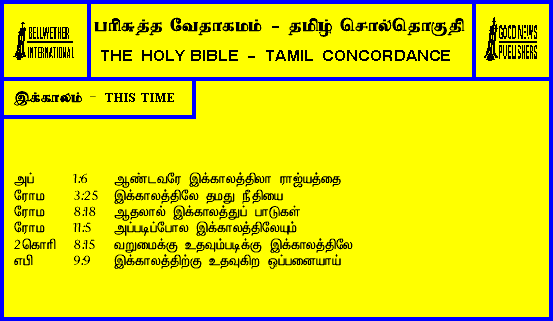 BELLWETHER
INTERNATIONAL
பரிசுத்த வேதாகமம் - தமிழ் சொல்தொகுதி
THE HOLY BIBLE - TAMIL CONCORDANCE
GOOD NEWS
PUBLISHERS
இக்காலம் - THIS TIME
அப் 1:6 ஆண்டவரே இக்காலத்திலா ராஜ்யத்தை
ரோம 3:25 இக்காலத்திலே தமது நீதியை
ரோம 8:18 ஆதலால் இக்காலத்துப் பாடுகள்
ரோம 11:5 அப்படிப்போல இக்காலத்திலேயும்
2கொரி 8:15 வறுமைக்கு உதவும்படிக்கு இக்காலத்திலே
எபி 9:9 இக்காலத்திற்கு உதவுகிற ஒப்பனையாய்